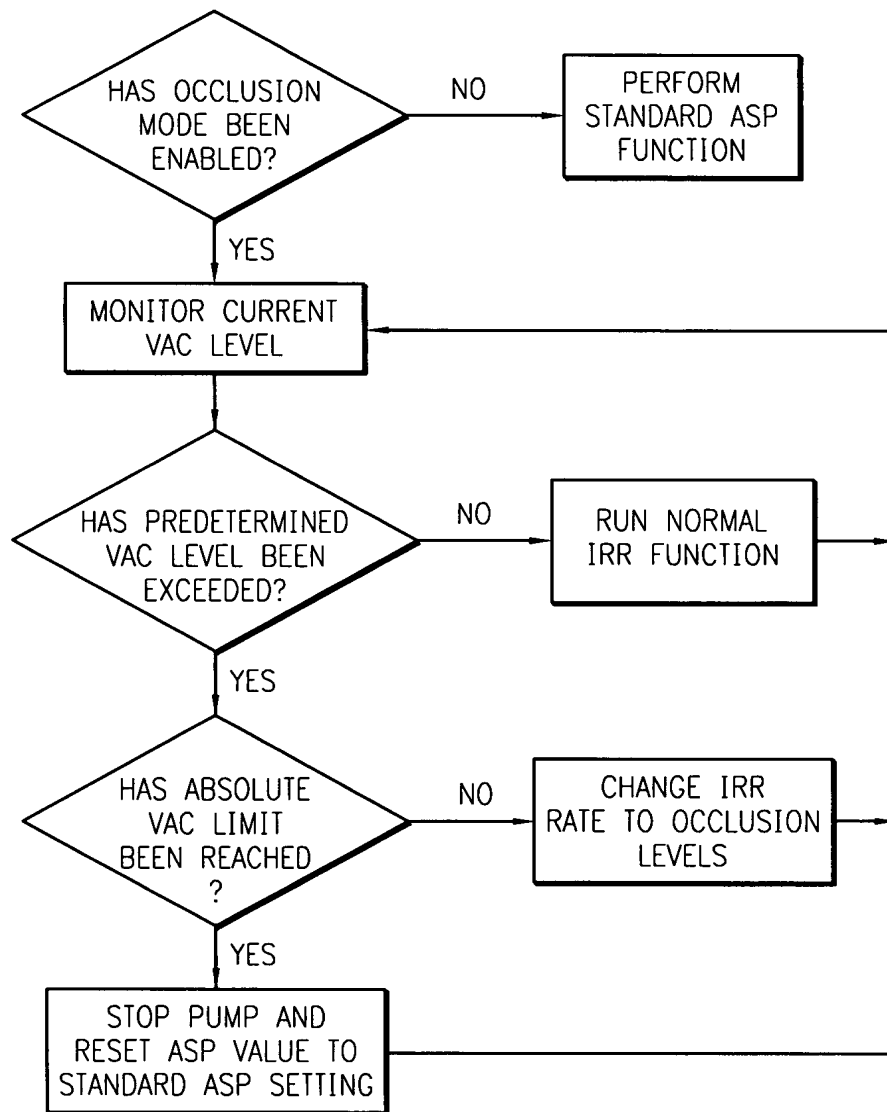 HAS OCCLUSION
MODE BEEN
ENABLED?
NO
PERFORM
STANDARD ASP
FUNCTION
YES
MONITOR CURRENT
VAC LEVEL
HAS PREDETERMINED
VAC LEVEL BEEN
EXCEEDED?
NO
RUN NORMAL
IRR FUNCTION
YES
HAS ABSOLUTE
VAC LIMIT
BEEN REACHED
?
NO
CHANGE IRR
RATE TO OCCLUSION
LEVELS
YES
STOP PUMP AND
RESET ASP VALUE TO
STANDARD ASP SETTING